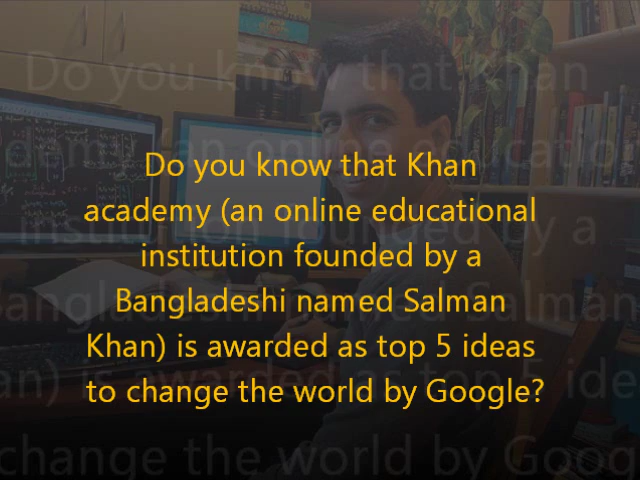 Do you know that Khan
academy (an online educational
institution founded by a
Bangladeshi named Salman
Khan) is awarded as top 5 ideas
to change the world by Google?